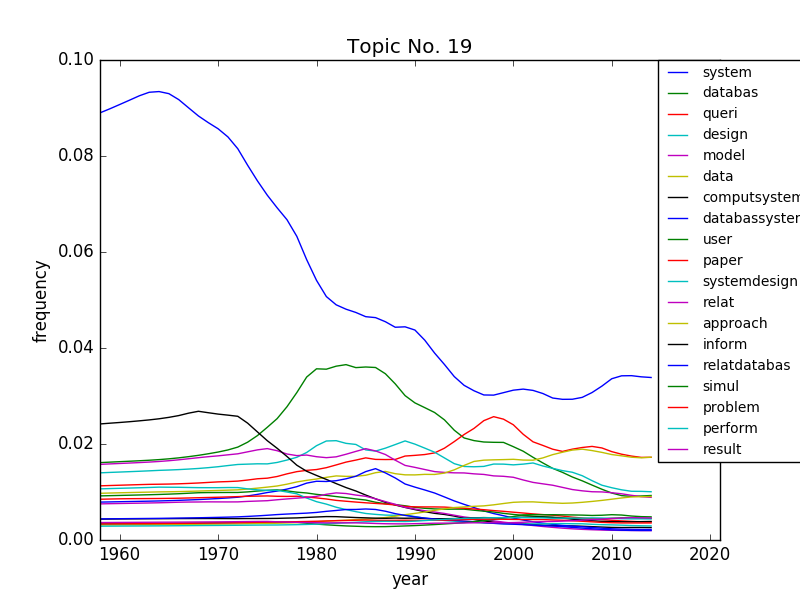 Topic No. 19
0.10
0.08
0.06
0.04
0.02
0.00
frequency
1960 1970 1980 1990 2000 2010 2020
year
system
databas
queri
design
model
data
computsystem
databassystem
user
paper
systemdesign
relat
approach
inform
relatdatabas
simul
problem
perform
result